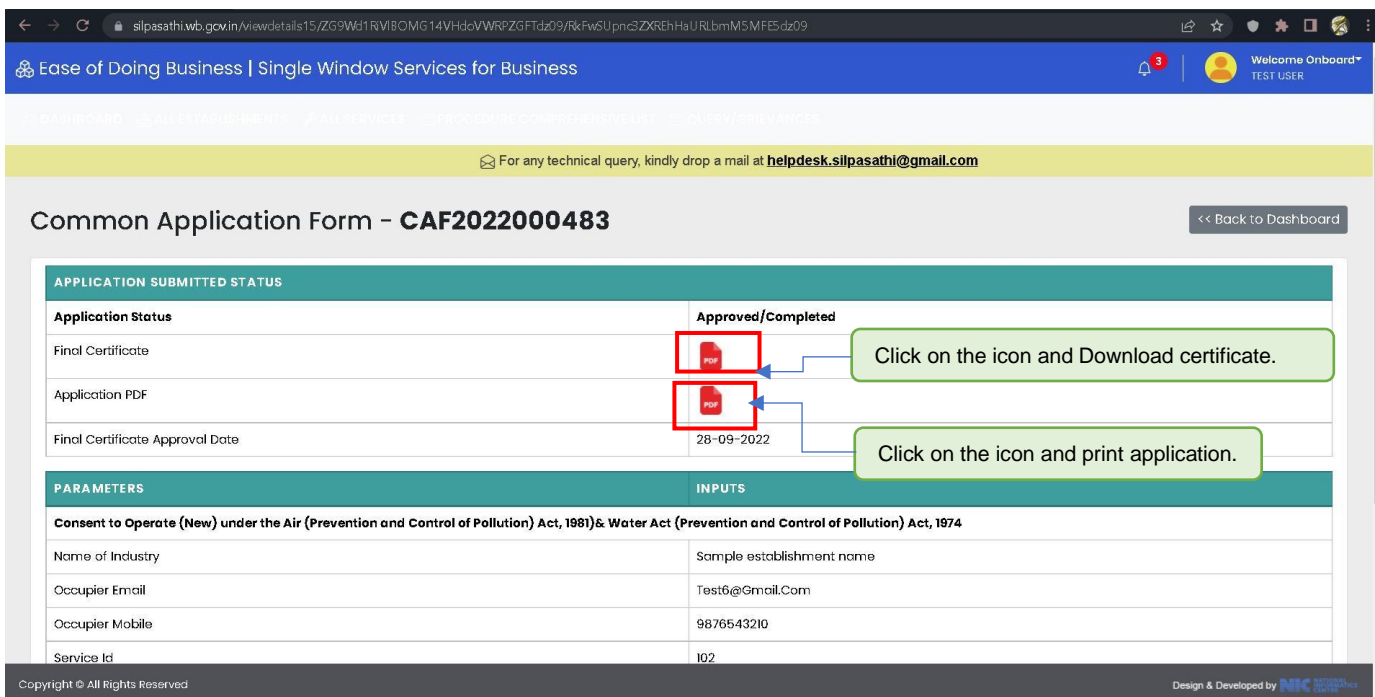 silpasathi.wb.gov.in/viewdetails15/ZG9Wd1RiVlBOMG14VHdoVWRPZGFTdz09/RkFwSUpnc3ZXREhHaURLbmM5MFE5dz09
Ease of Doing Business | Single Window Services for Business
3
Welcome Onboard
TEST USER
For any technical query, kindly drop a mail at helpdesk.silpasathi@gmail.com
Common Application Form - CAF2022000483
<< Back to Dashboard
APPLICATION SUBMITTED STATUS
Application Status Approved/Completed
Final Certificate PDF
Click on the icon and Download certificate.
Application PDF PDF
Final Certificate Approval Date 28-09-2022
Click on the icon and print application.
PARAMETERS INPUTS
Consent to Operate (New) under the Air (Prevention and Control of Pollution) Act, 1981)& Water Act (Prevention and Control of Pollution) Act, 1974
Name of Industry Sample establishment name
Occupier Email Test6@Gmail.Com
Occupier Mobile 9876543210
Service Id 102
Copyright © All Rights Reserved
Design & Developed by NIC NATIONAL INFORMATICS CENTRE